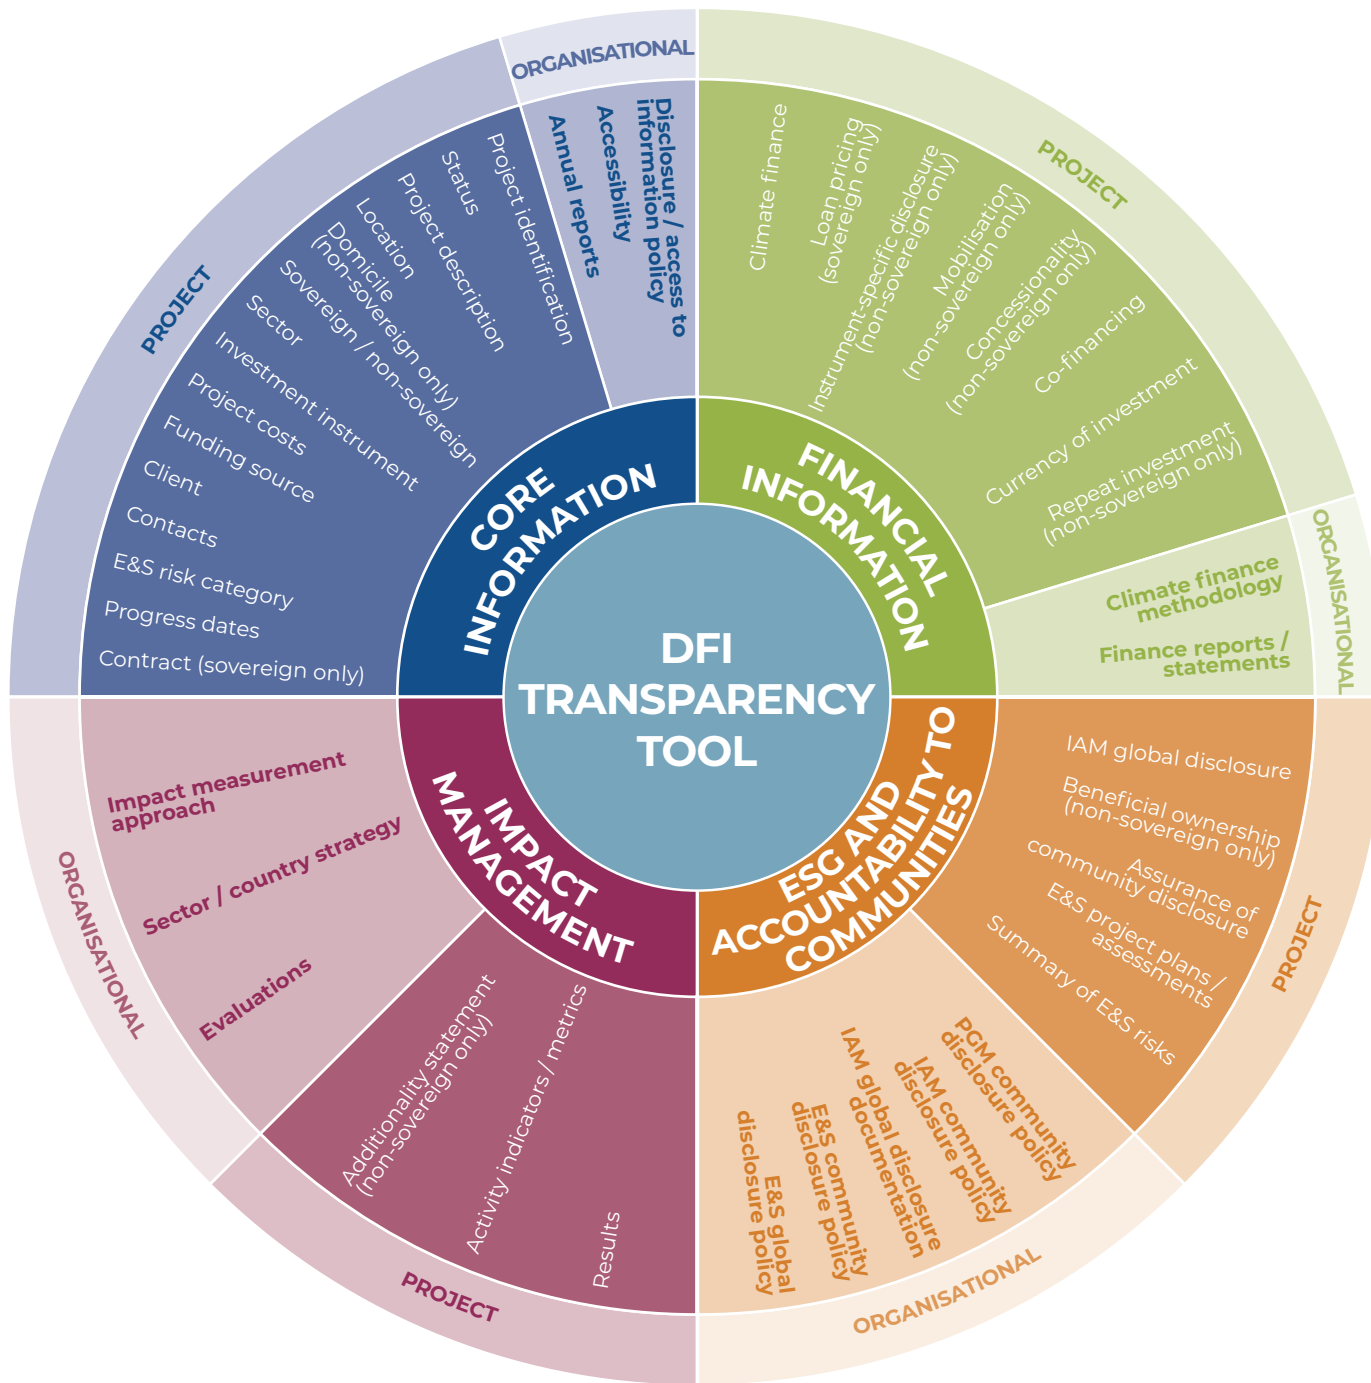 DFI
TRANSPARENCY
TOOL
CORE
INFORMATION
ORGANISATIONAL
Disclosure / access to
information policy
Accessibility
Annual reports
PROJECT
Project identification
Status
Project description
Location
Domicile
(non-sovereign only)
Sovereign / non-sovereign
Sector
Investment instrument
Project costs
Funding source
Client
Contacts
E&S risk category
Progress dates
Contract (sovereign only)
FINANCIAL
INFORMATION
PROJECT
Climate finance
Loan pricing
(sovereign only)
Instrument-specific disclosure
(non-sovereign only)
Mobilisation
(non-sovereign only)
Concessionality
(non-sovereign only)
Co-financing
Currency of investment
Repeat investment
(non-sovereign only)
ORGANISATIONAL
Climate finance
methodology
Finance reports /
statements
ESG AND
ACCOUNTABILITY TO
COMMUNITIES
PROJECT
IAM global disclosure
Beneficial ownership
(non-sovereign only)
Assurance of
community disclosure
E&S project plans /
assessments
Summary of E&S risks
ORGANISATIONAL
PGM community
disclosure policy
IAM community
disclosure policy
IAM global disclosure
documentation
E&S community
disclosure policy
E&S global
disclosure policy
IMPACT
MANAGEMENT
PROJECT
Results
Activity indicators / metrics
Additionality statement
(non-sovereign only)
ORGANISATIONAL
Evaluations
Sector / country strategy
Impact measurement
approach